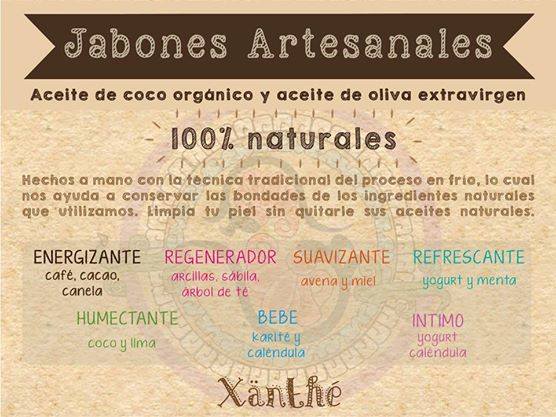 Jabones Artesanales
Aceite de coco orgánico y aceite de oliva extravirgen
100% naturales
Hechos a mano con la técnica tradicional del proceso en frío, lo cual
nos ayuda a conservar las bondades de los ingredientes naturales
que utilizamos. Limpia tu piel sin quitarle sus aceites naturales.
ENERGIZANTE
café, cacao,
canela
REGENERADOR
arcillas, sábila,
árbol de té
SUAVIZANTE
avena y miel
REFRESCANTE
yogurt y menta
HUMECTANTE
coco y lima
BEBE
karité y
caléndula
INTIMO
yogurt
caléndula
Xänthé